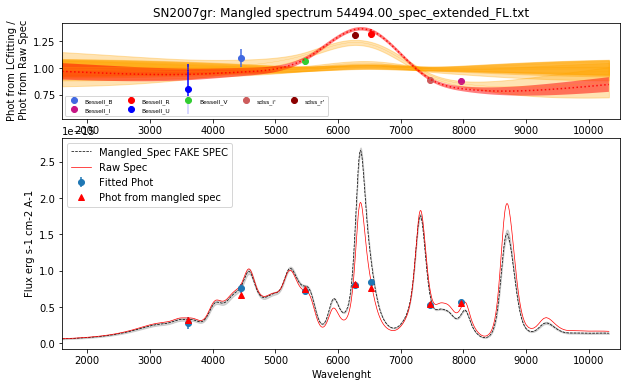 SN2007gr: Mangled spectrum 54494.00_spec_extended_FL.txt
Phot from LCfitting /
Phot from Raw Spec
1.25
1.00
0.75
Bessell_B
Bessell_R
Bessell_V
sdss_i'
sdss_r'
Bessell_I
Bessell_U
2000 3000 4000 5000 6000 7000 8000 9000 10000
Flux erg s-1 cm-2 A-1
2.5
2.0
1.5
1.0
0.5
0.0
Mangled_Spec FAKE SPEC
Raw Spec
Fitted Phot
Phot from mangled spec
2000 3000 4000 5000 6000 7000 8000 9000 10000
Wavelenght